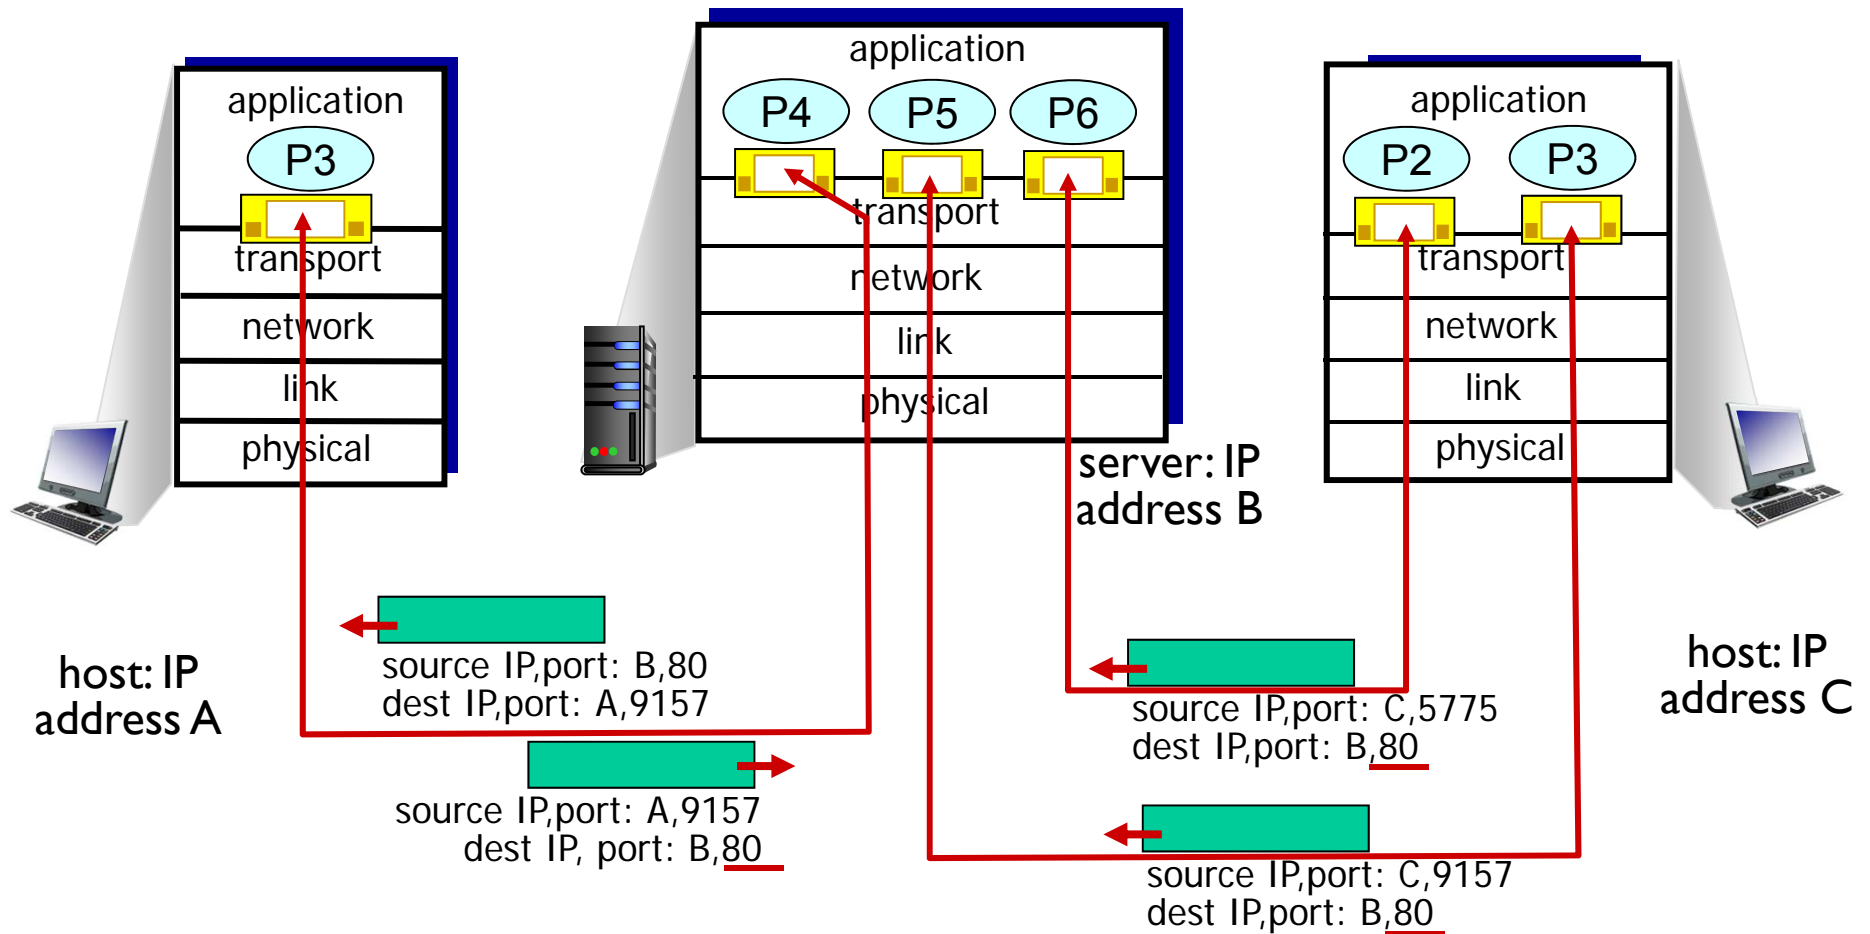 application
P3
transport
network
link
physical
host: IP
address A
application
P4
P5
P6
transport
network
link
physical
server: IP
address B
application
P2
P3
transport
network
link
physical
host: IP
address C
source IP,port: B,80
dest IP,port: A,9157
source IP,port: A,9157
dest IP, port: B,80
source IP,port: C,5775
dest IP,port: B,80
source IP,port: C,9157
dest IP,port: B,80